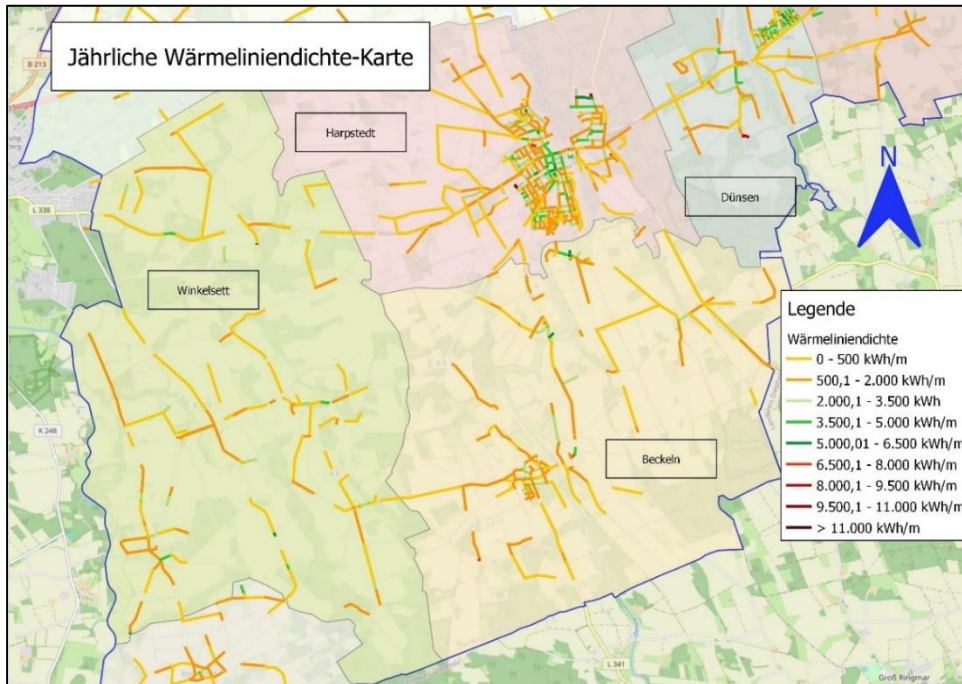 Jährliche Wärmeliniendichte-Karte
B 213
Harpstedt
N
L 338
Dünsen
Winkelsett
Legende
Wärmeliniendichte
0 - 500 kWh/m
500,1 - 2.000 kWh/m
2.000,1 - 3.500 kWh
3.500,1 - 5.000 kWh/m
5.000,01 - 6.500 kWh/m
6.500,1 - 8.000 kWh/m
8.000,1 - 9.500 kWh/m
9.500,1 - 11.000 kWh/m
> 11.000 kWh/m
K 248
Beckeln
L 341
Groß Ringmar